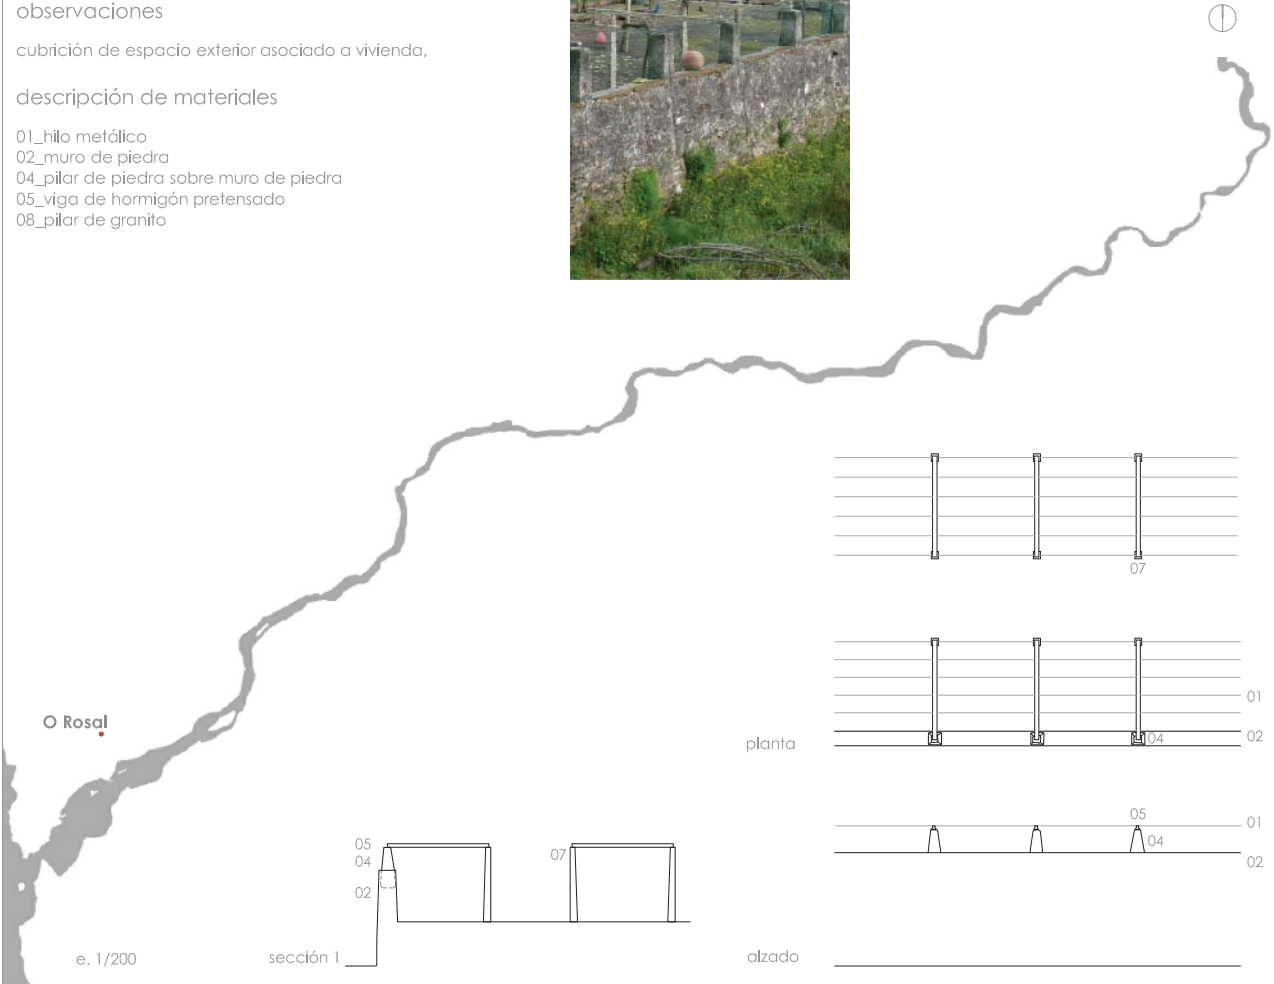 observaciones
cubrición de espacio exterior asociado a vivienda,
descripción de materiales
01_hilo metálico
02_muro de piedra
04_pilar de piedra sobre muro de piedra
05_viga de hormigón pretensado
08_pilar de granito
07
O Rosal
01
planta
04
02
05
01
04
02
05
04
07
02
e. 1/200
sección 1
alzado